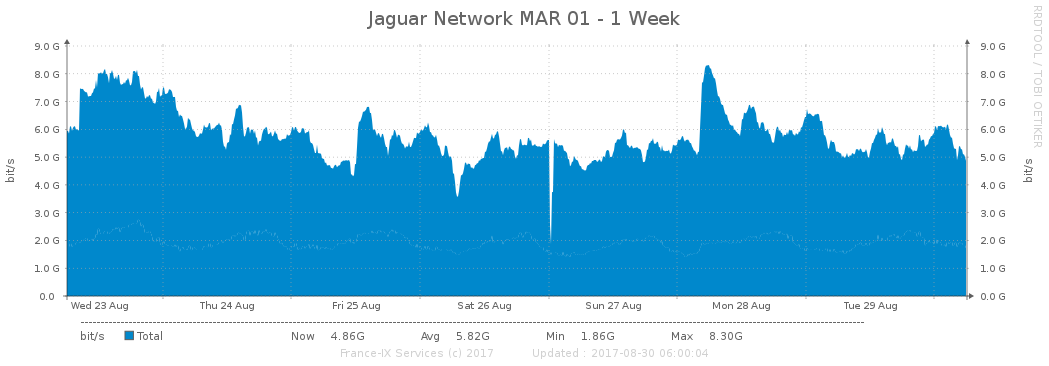 Jaguar Network MAR 01 - 1 Week
RRDTOOL / TOBI OETIKER
bit/s
9.0 G
8.0 G
7.0 G
6.0 G
5.0 G
4.0 G
3.0 G
2.0 G
1.0 G
0.0
9.0 G
8.0 G
7.0 G
6.0 G
5.0 G
4.0 G
3.0 G
2.0 G
1.0 G
0.0 G
bit/s
Wed 23 Aug Thu 24 Aug Fri 25 Aug Sat 26 Aug Sun 27 Aug Mon 28 Aug Tue 29 Aug
bit/s Total Now 4.86G Avg 5.82G Min 1.86G Max 8.30G
France-IX Services (c) 2017 Updated : 2017-08-30 06:00:04